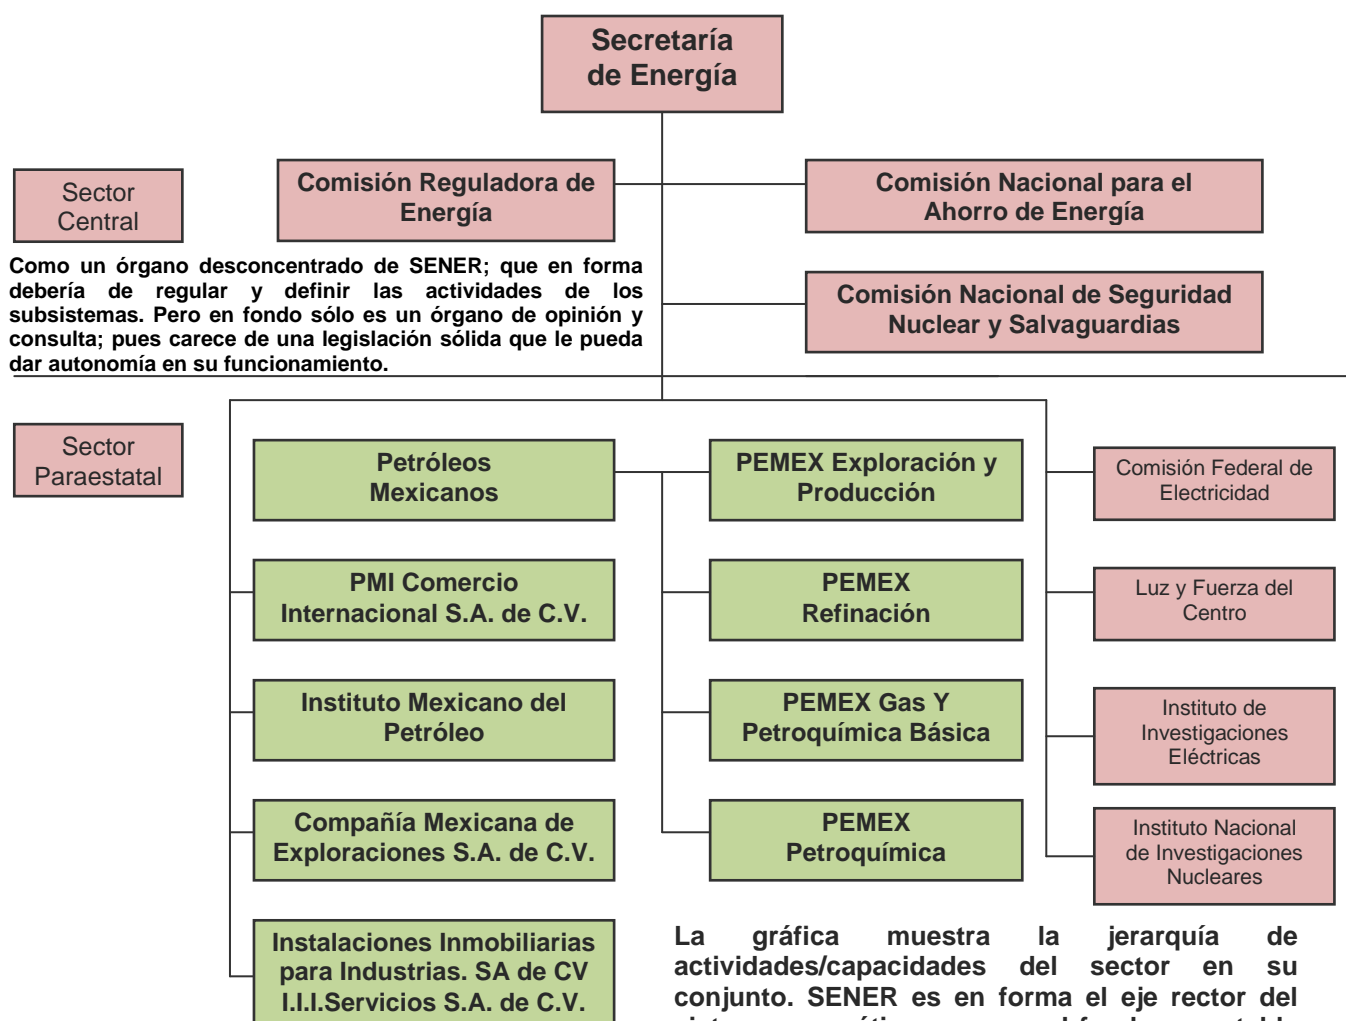 Secretaría
de Energía
Sector
Central
Comisión Reguladora de
Energía
Comisión Nacional para el
Ahorro de Energía
Como un órgano desconcentrado de SENER; que en forma
debería de regular y definir las actividades de los
subsistemas. Pero en fondo sólo es un órgano de opinión y
consulta; pues carece de una legislación sólida que le pueda
dar autonomía en su funcionamiento.
Comisión Nacional de Seguridad
Nuclear y Salvaguardias
Sector
Paraestatal
Petróleos
Mexicanos
PEMEX Exploración y
Producción
Comisión Federal de
Electricidad
PMI Comercio
Internacional S.A. de C.V.
PEMEX
Refinación
Luz y Fuerza del
Centro
Instituto Mexicano del
Petróleo
PEMEX Gas Y
Petroquímica Básica
Instituto de
Investigaciones
Eléctricas
Compañía Mexicana de
Exploraciones S.A. de C.V.
PEMEX
Petroquímica
Instituto Nacional
de Investigaciones
Nucleares
Instalaciones Inmobiliarias
para Industrias. SA de CV
I.I.I.Servicios S.A. de C.V.
La gráfica muestra la jerarquía de
actividades/capacidades del sector en su
conjunto. SENER es en forma el eje rector del